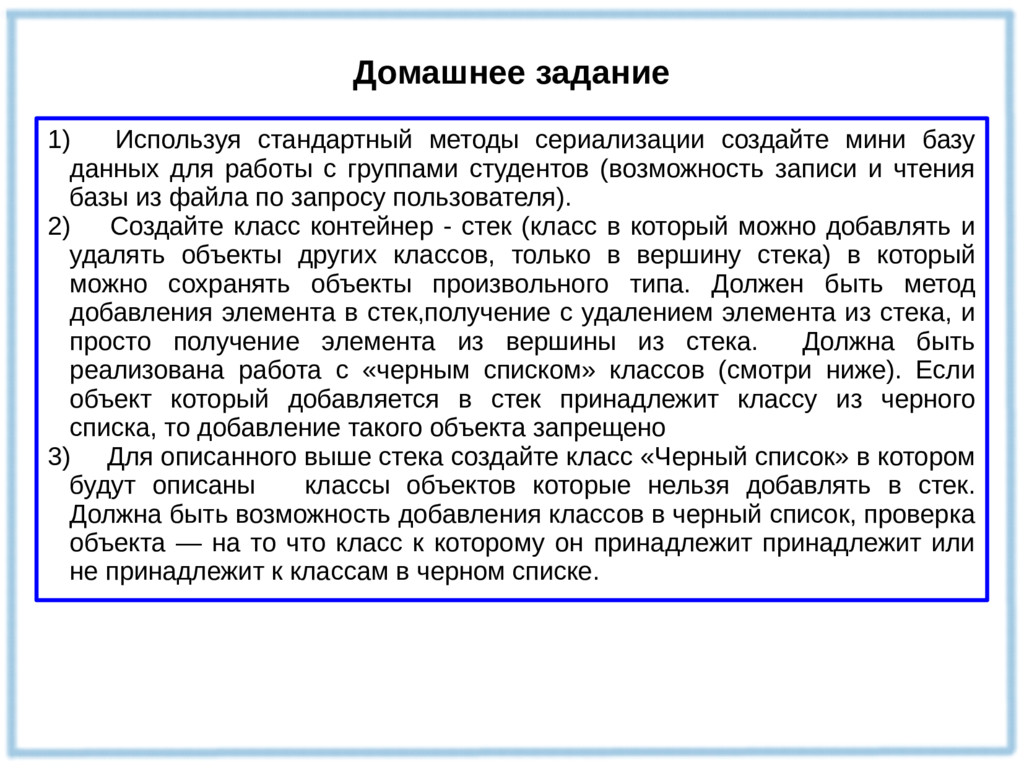 Домашнее задание
1) Используя стандартный методы сериализации создайте мини базу
данных для работы с группами студентов (возможность записи и чтения
базы из файла по запросу пользователя).
2) Создайте класс контейнер - стек (класс в который можно добавлять и
удалять объекты других классов, только в вершину стека) в который
можно сохранять объекты произвольного типа. Должен быть метод
добавления элемента в стек,получение с удалением элемента из стека, и
просто получение элемента из вершины из стека. Должна быть
реализована работа с «черным списком» классов (смотри ниже). Если
объект который добавляется в стек принадлежит классу из черного
списка, то добавление такого объекта запрещено
3) Для описанного выше стека создайте класс «Черный список» в котором
будут описаны классы объектов которые нельзя добавлять в стек.
Должна быть возможность добавления классов в черный список, проверка
объекта — на то что класс к которому он принадлежит принадлежит или
не принадлежит к классам в черном списке.